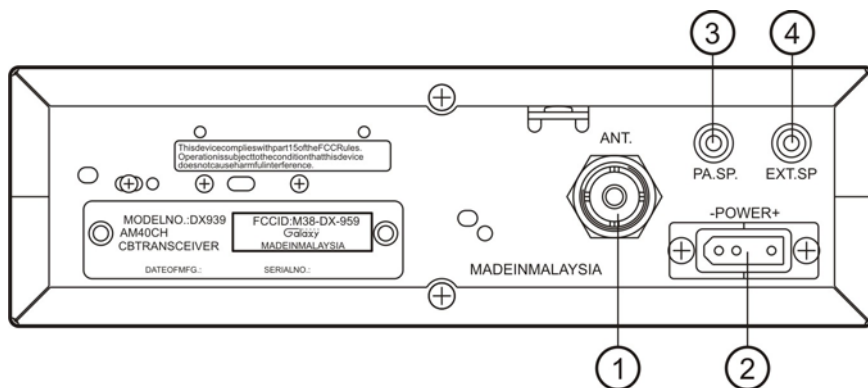 3
4
ANT.
PA.SP.
EXT.SP
ThisdevicecomplieswithpartI5oftheFCCRules.
Operationissubjecttotheconditionthatthisdevice
doesnotcauseharmfulinterference.
-POWER+
MODELNO.:DX939
AM40CH
CBTRANSCEIVER
FCCID:M38-DX-959
Galaxy
MADEINMALAYSIA
DATEOFMFG.:
SERIALNO.:
MADEINMALAYSIA
1
2